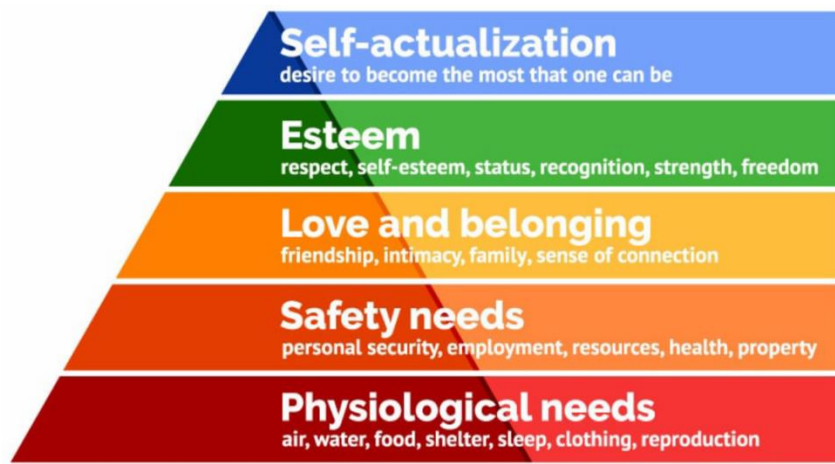 Self-actualization
desire to become the most that one can be
Esteem
respect, self-esteem, status, recognition, strength, freedom
Love and belonging
friendship, intimacy, family, sense of connection
Safety needs
personal security, employment, resources, health, property
Physiological needs
air, water, food, shelter, sleep, clothing, reproduction